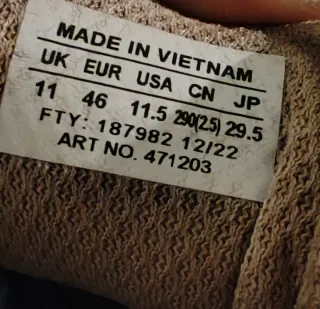 MADE IN VIETNAM
UK EUR USA CN JP
11 46 11.5 290(2.5) 29.5
FTY: 187982 12/22
ART NO. 471203